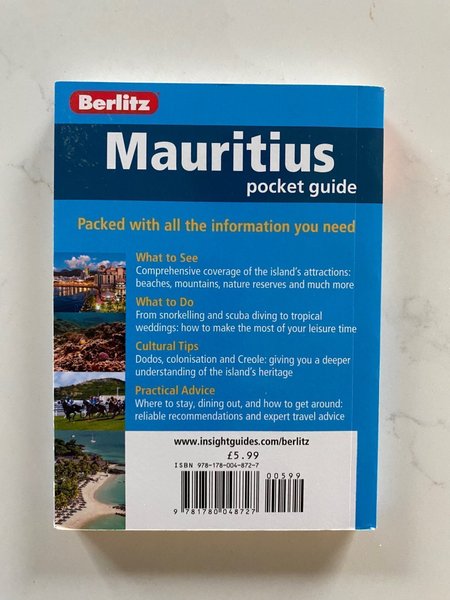 Berlitz
Mauritius
pocket guide
Packed with all the information you need
What to See
Comprehensive coverage of the island's attractions:
beaches, mountains, nature reserves and much more
What to Do
From snorkelling and scuba diving to tropical
weddings: how to make the most of your leisure time
Cultural Tips
Dodos, colonisation and Creole: giving you a deeper
understanding of the island's heritage
Practical Advice
Where to stay, dining out, and how to get around:
reliable recommendations and expert travel advice
www.insightguides.com/berlitz
£5.99
ISBN 978-178-004-872-7
00599
9 781780 048727